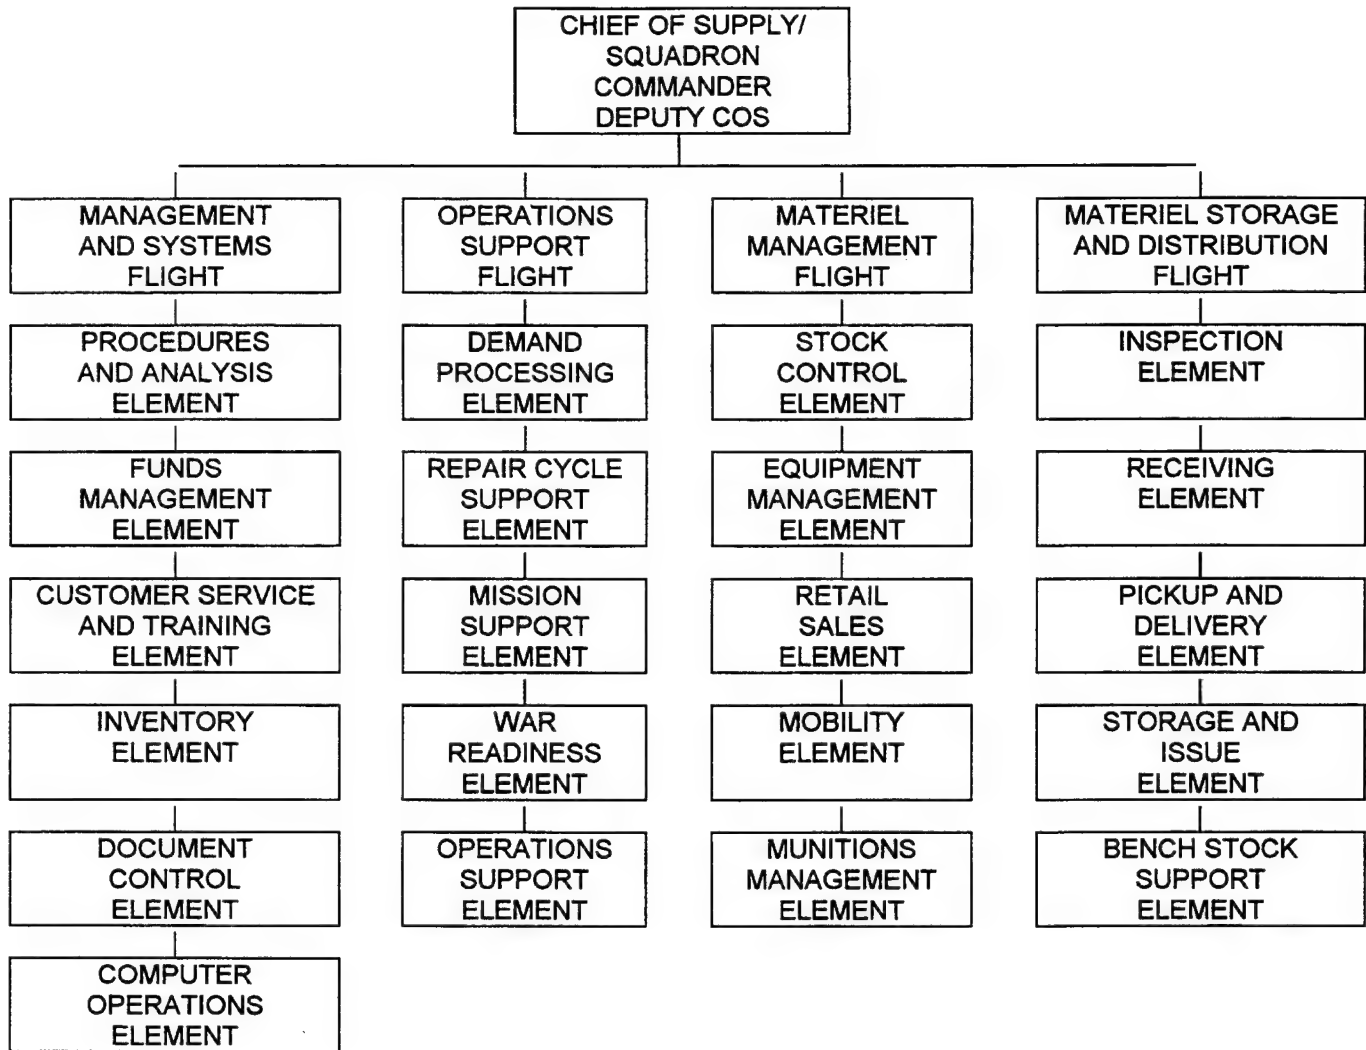 CHIEF OF SUPPLY/
SQUADRON
COMMANDER
DEPUTY COS
MANAGEMENT
AND SYSTEMS
FLIGHT
OPERATIONS
SUPPORT
FLIGHT
MATERIEL
MANAGEMENT
FLIGHT
MATERIEL STORAGE
AND DISTRIBUTION
FLIGHT
PROCEDURES
AND ANALYSIS
ELEMENT
DEMAND
PROCESSING
ELEMENT
STOCK
CONTROL
ELEMENT
INSPECTION
ELEMENT
FUNDS
MANAGEMENT
ELEMENT
REPAIR CYCLE
SUPPORT
ELEMENT
EQUIPMENT
MANAGEMENT
ELEMENT
RECEIVING
ELEMENT
CUSTOMER SERVICE
AND TRAINING
ELEMENT
MISSION
SUPPORT
ELEMENT
RETAIL
SALES
ELEMENT
PICKUP AND
DELIVERY
ELEMENT
INVENTORY
ELEMENT
WAR
READINESS
ELEMENT
MOBILITY
ELEMENT
STORAGE AND
ISSUE
ELEMENT
DOCUMENT
CONTROL
ELEMENT
OPERATIONS
SUPPORT
ELEMENT
MUNITIONS
MANAGEMENT
ELEMENT
BENCH STOCK
SUPPORT
ELEMENT
COMPUTER
OPERATIONS
ELEMENT